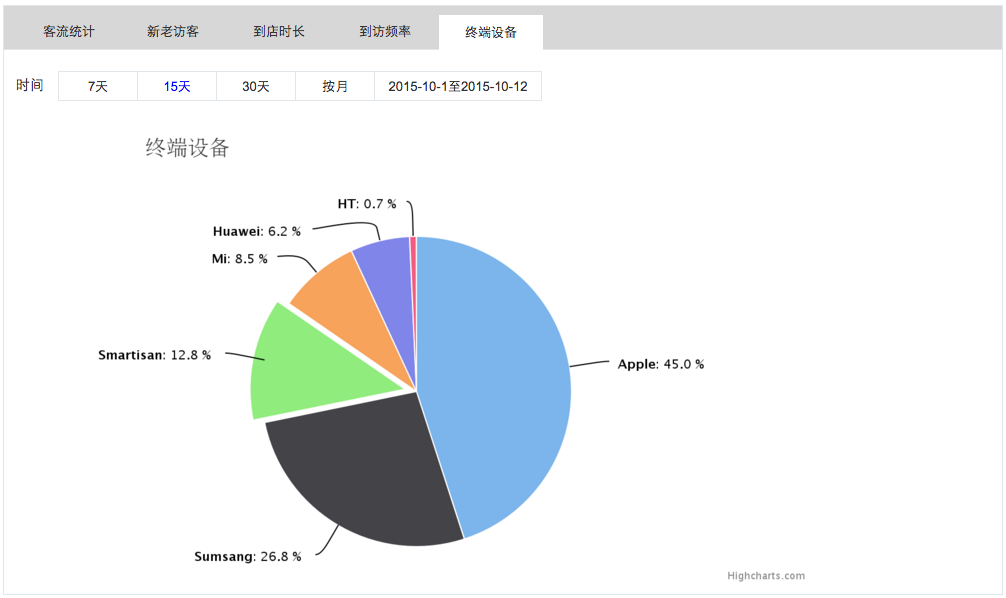 客流统计 新老访客 到店时长 到访频率 终端设备
时间 7天 15天 30天 按月 2015-10-1至2015-10-12
终端设备
HT: 0.7 %
Huawei: 6.2 %
Mi: 8.5 %
Smartisan: 12.8 %
Apple: 45.0 %
Sumsang: 26.8 %
Highcharts.com